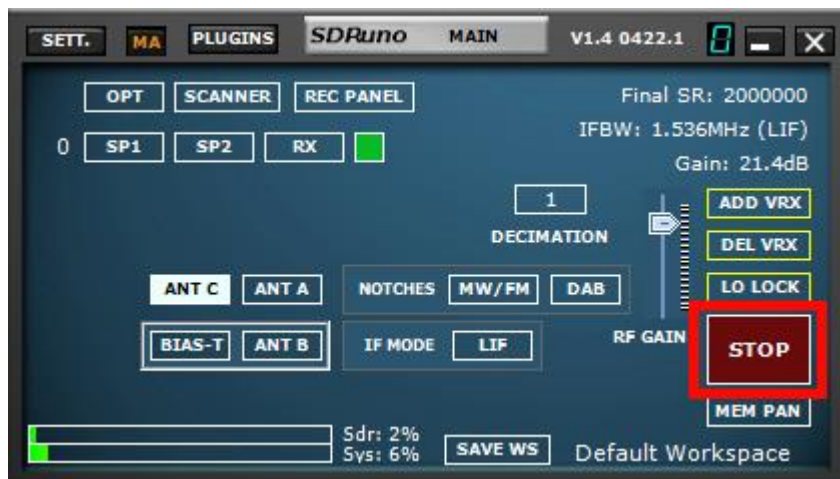 SETT. MA PLUGINS SDRuno MAIN V1.4 0422.1 0
OPT SCANNER REC PANEL Final SR: 2000000
IFBW: 1.536MHz (LIF)
0 SP1 SP2 RX
Gain: 21.4dB
1 ADD VRX
DECIMATION DEL VRX
ANT C ANT A NOTCHES MW/FM DAB LO LOCK
BIAS-T ANT B IF MODE LIF RF GAIN STOP
MEM PAN
Sdr: 2%
Sys: 6% SAVE WS Default Workspace